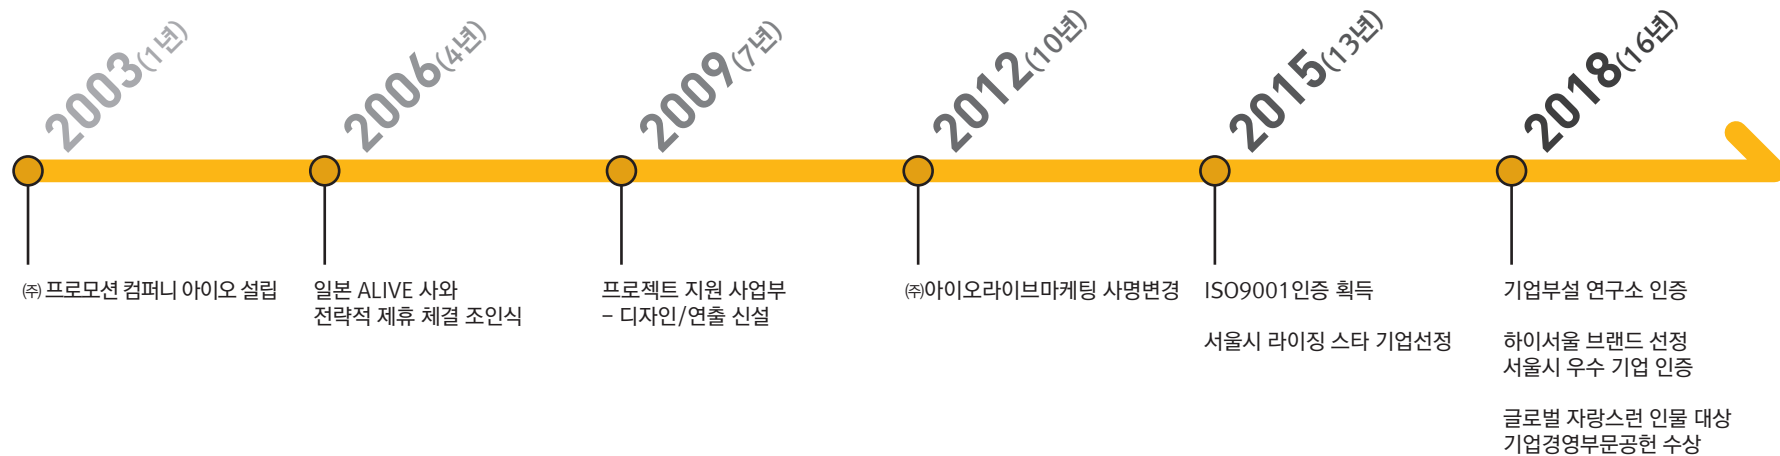 2003(1년)
2006(4년)
2009(7년)
2012(10년)
2015(13년)
2018(16년)
㈜ 프로모션 컴퍼니 아이오 설립
일본 ALIVE 사와
전략적 제휴 체결 조인식
프로젝트 지원 사업부
– 디자인/연출 신설
㈜아이오라이브마케팅 사명변경
ISO9001인증 획득
서울시 라이징 스타 기업선정
기업부설 연구소 인증
하이서울 브랜드 선정
서울시 우수 기업 인증
글로벌 자랑스런 인물 대상
기업경영부문공헌 수상